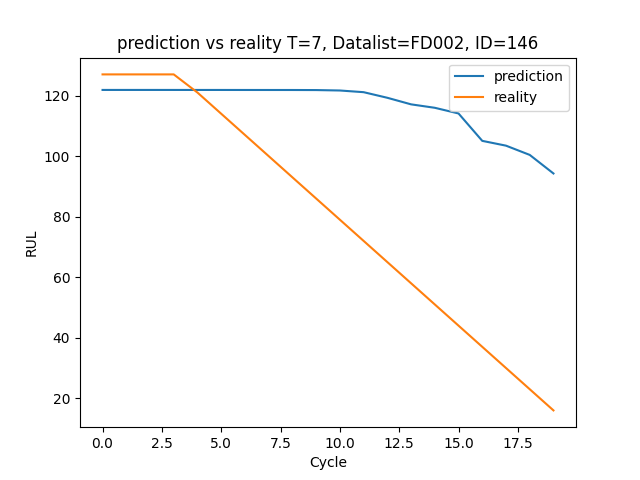 prediction vs reality T=7, Datalist=FD002, ID=146
prediction
reality
RUL
120
100
80
60
40
20
0.0 2.5 5.0 7.5 10.0 12.5 15.0 17.5
Cycle